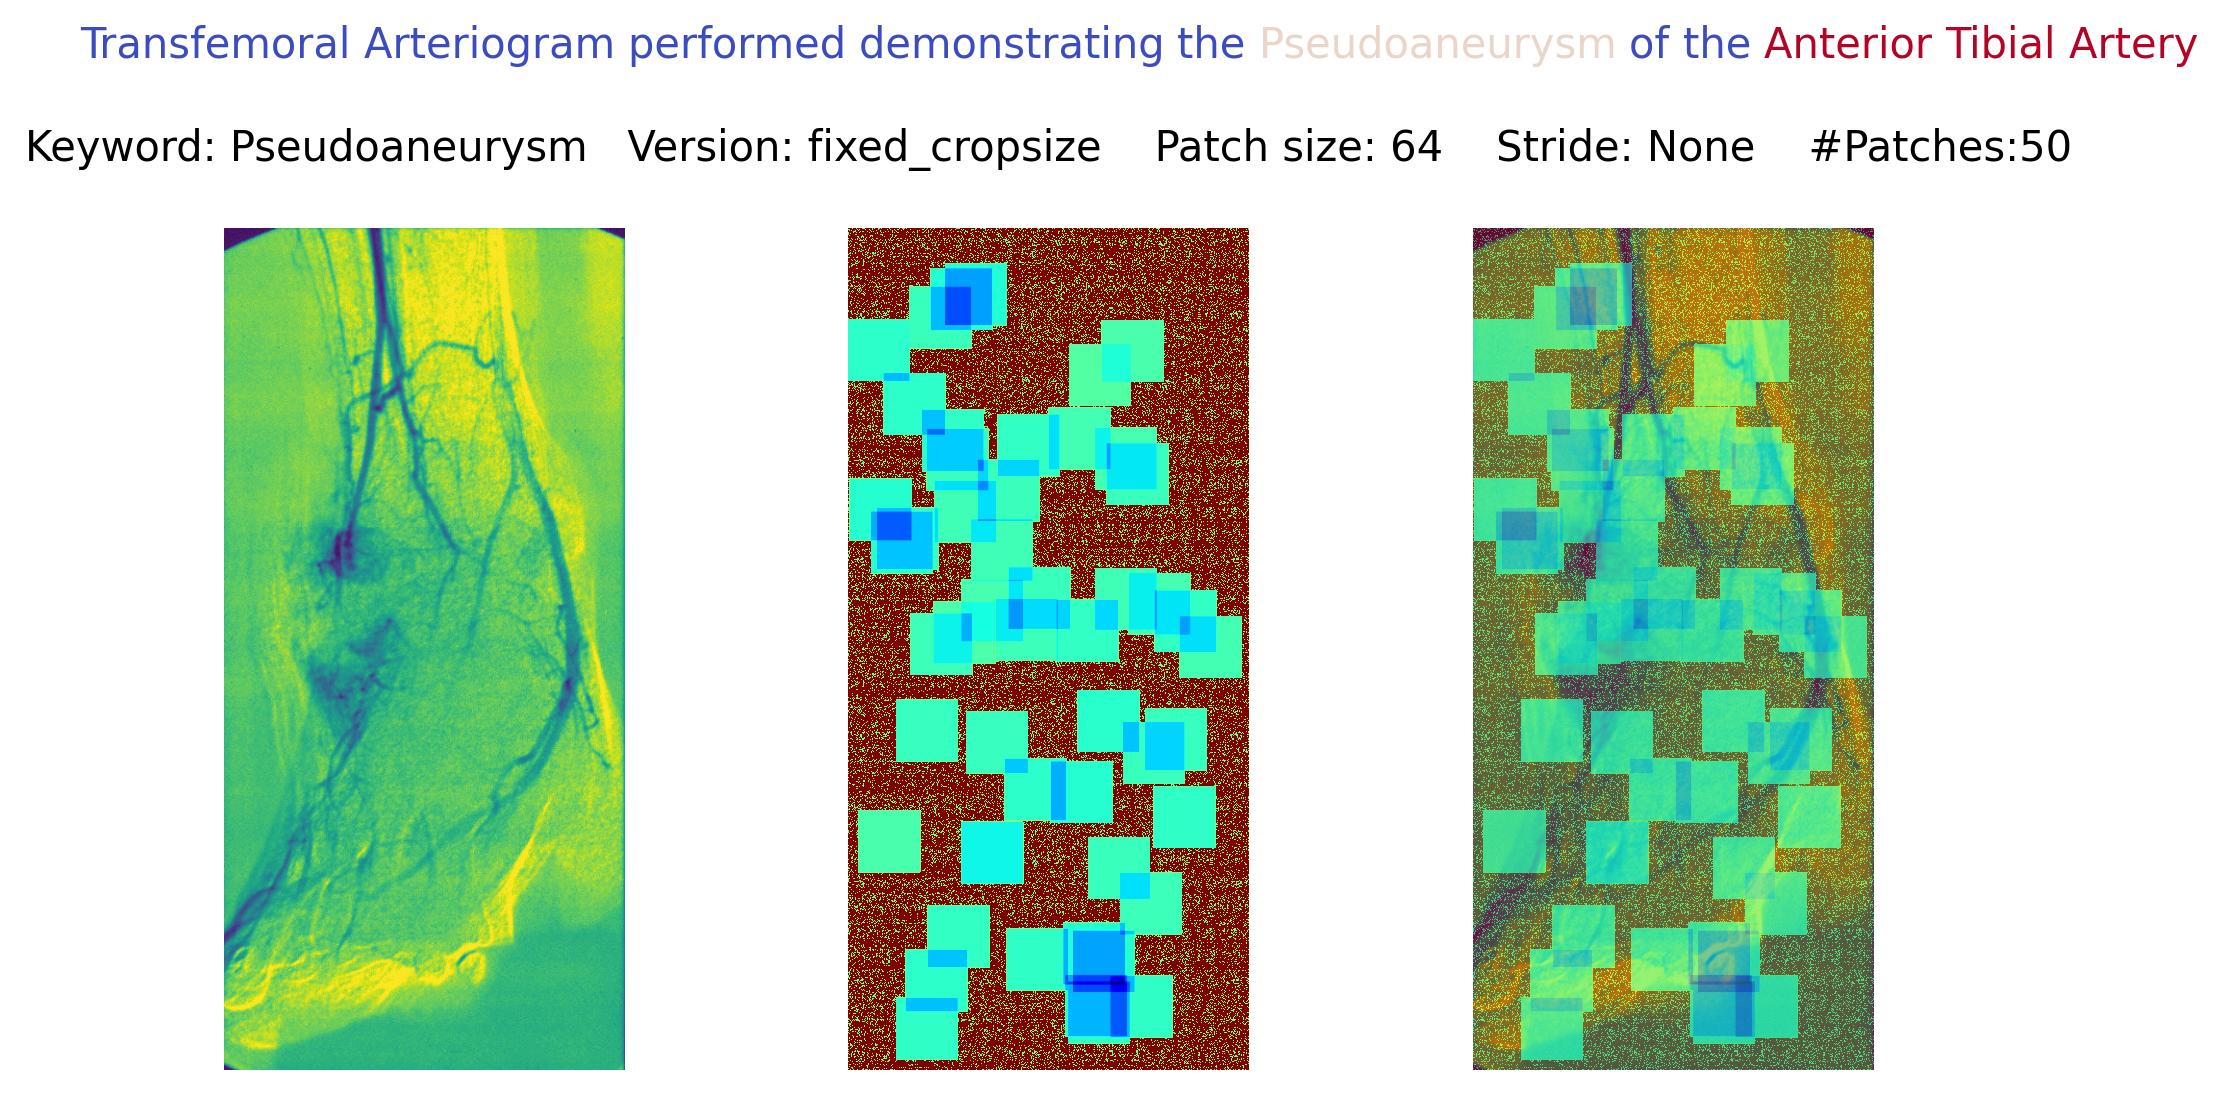 Transfemoral Arteriogram performed demonstrating the Pseudoaneurysm of the Anterior Tibial Artery
Keyword: Pseudoaneurysm Version: fixed_cropsize Patch size: 64 Stride: None #Patches:50